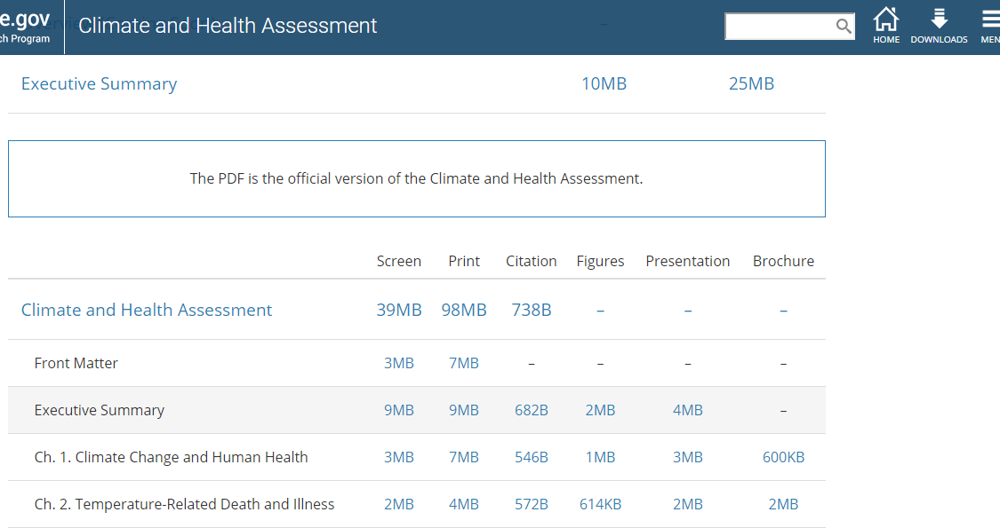 e.gov
ch Program
Climate and Health Assessment
HOME
DOWNLOADS
MEN
Executive Summary 10MB 25MB
The PDF is the official version of the Climate and Health Assessment.
Screen Print Citation Figures Presentation Brochure
Climate and Health Assessment 39MB 98MB 738B – – –
Front Matter 3MB 7MB – – – –
Executive Summary 9MB 9MB 682B 2MB 4MB –
Ch. 1. Climate Change and Human Health 3MB 7MB 546B 1MB 3MB 600KB
Ch. 2. Temperature-Related Death and Illness 2MB 4MB 572B 614KB 2MB 2MB